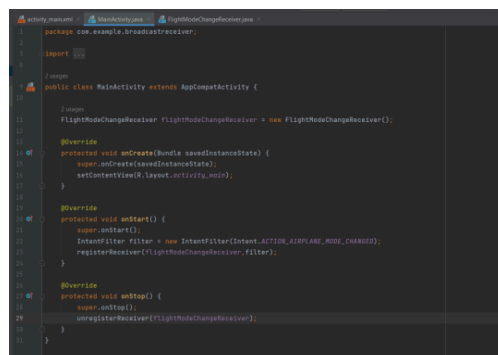 activity_main.xml MainActivity.java FlightModeChangeReceiver.java
1 package com.example.broadcastreceiver;
2
3 import ...
8
2 usages
9 public class MainActivity extends AppCompatActivity {
10
2 usages
11 FlightModeChangeReceiver flightModeChangeReceiver = new FlightModeChangeReceiver();
12
13 @Override
14 protected void onCreate(Bundle savedInstanceState) {
15 super.onCreate(savedInstanceState);
16 setContentView(R.layout.activity_main);
17 }
18
19 @Override
20 protected void onStart() {
21 super.onStart();
22 IntentFilter filter = new IntentFilter(Intent.ACTION_AIRPLANE_MODE_CHANGED);
23 registerReceiver(flightModeChangeReceiver,filter);
24 }
25
26 @Override
27 protected void onStop() {
28 super.onStop();
29 unregisterReceiver(flightModeChangeReceiver);
30 }
31 }